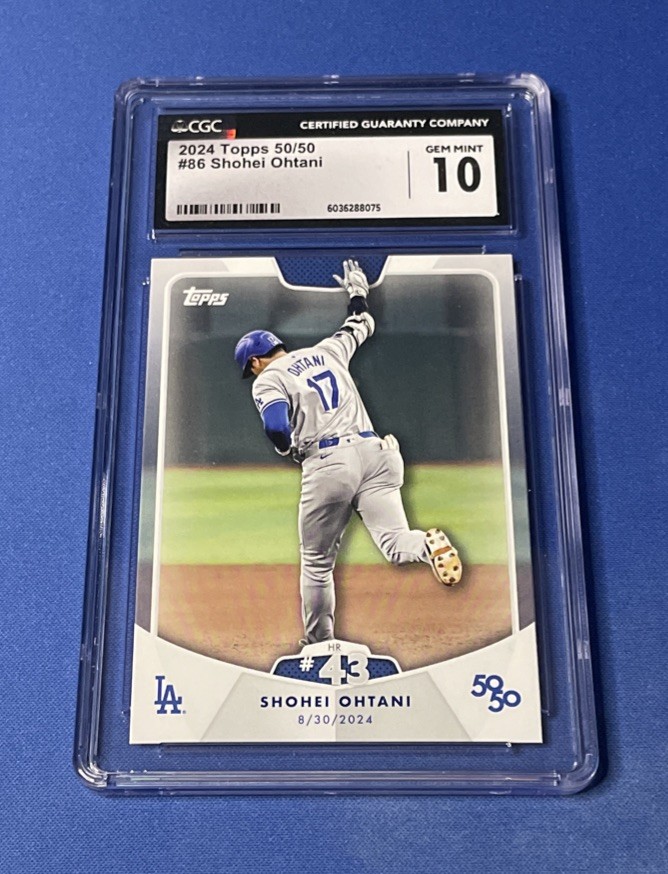 CGC
CERTIFIED GUARANTY COMPANY
2024 Topps 50/50
#86 Shohei Ohtani
GEM MINT
10
6036288075
Topps
OHTANI
17
LA
HR
#43
SHOHEI OHTANI
8/30/2024
LA
50
50